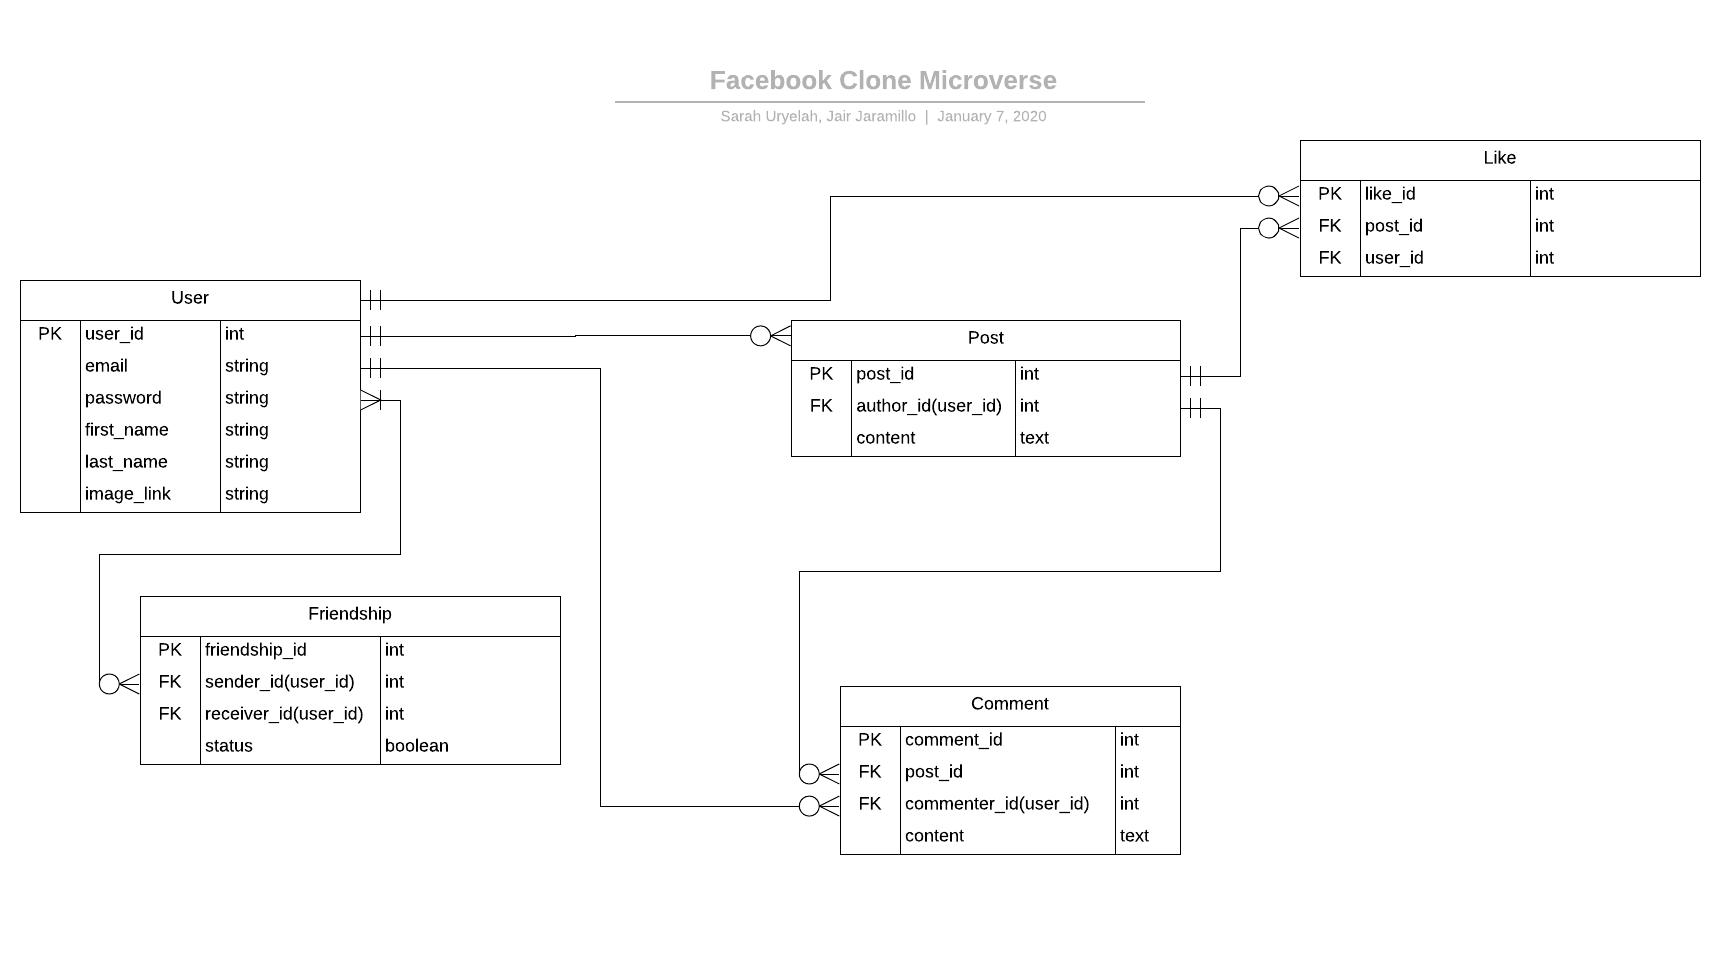 Facebook Clone Microverse
Sarah Uryelah, Jair Jaramillo | January 7, 2020
Like
PK like_id int
FK post_id int
FK user_id int
User
PK user_id int
email string
password string
first_name string
last_name string
image_link string
Post
PK post_id int
FK author_id(user_id) int
content text
Friendship
PK friendship_id int
FK sender_id(user_id) int
FK receiver_id(user_id) int
status boolean
Comment
PK comment_id int
FK post_id int
FK commenter_id(user_id) int
content text